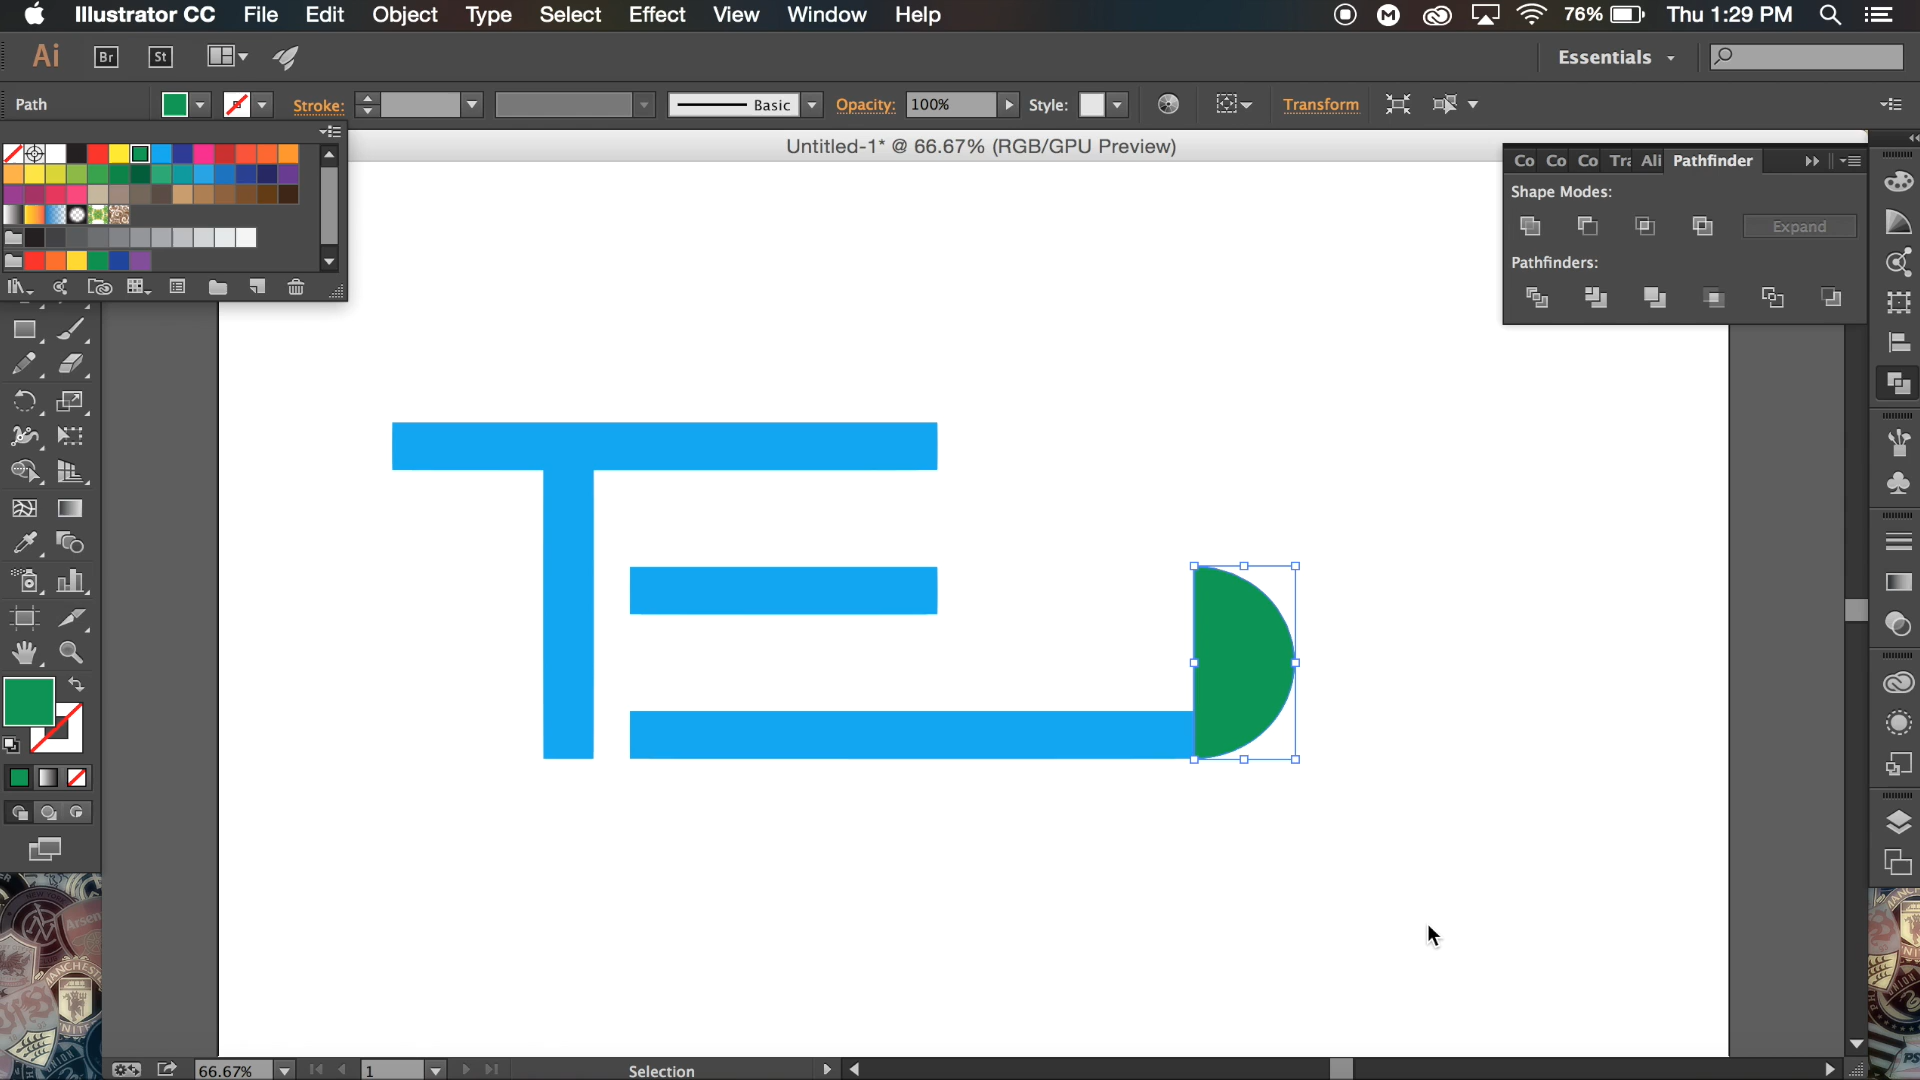 Illustrator CC File Edit Object Type Select Effect View Window Help 76% Thu 1:29 PM
Ai Br St Essentials
Path Stroke: Basic Opacity: 100% Style: Transform
Untitled-1* @ 66.67% (RGB/GPU Preview)
Co Co Co Tra Ali Pathfinder
Shape Modes:
Expand
Pathfinders:
66.67% 1 Selection